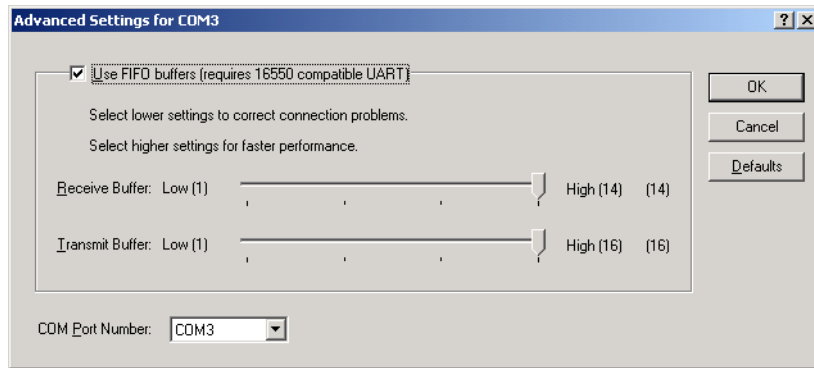 Advanced Settings for COM3
Use FIFO buffers (requires 16550 compatible UART)
OK
Select lower settings to correct connection problems.
Cancel
Select higher settings for faster performance.
Defaults
Receive Buffer: Low (1) High (14) (14)
Transmit Buffer: Low (1) High (16) (16)
COM Port Number: COM3